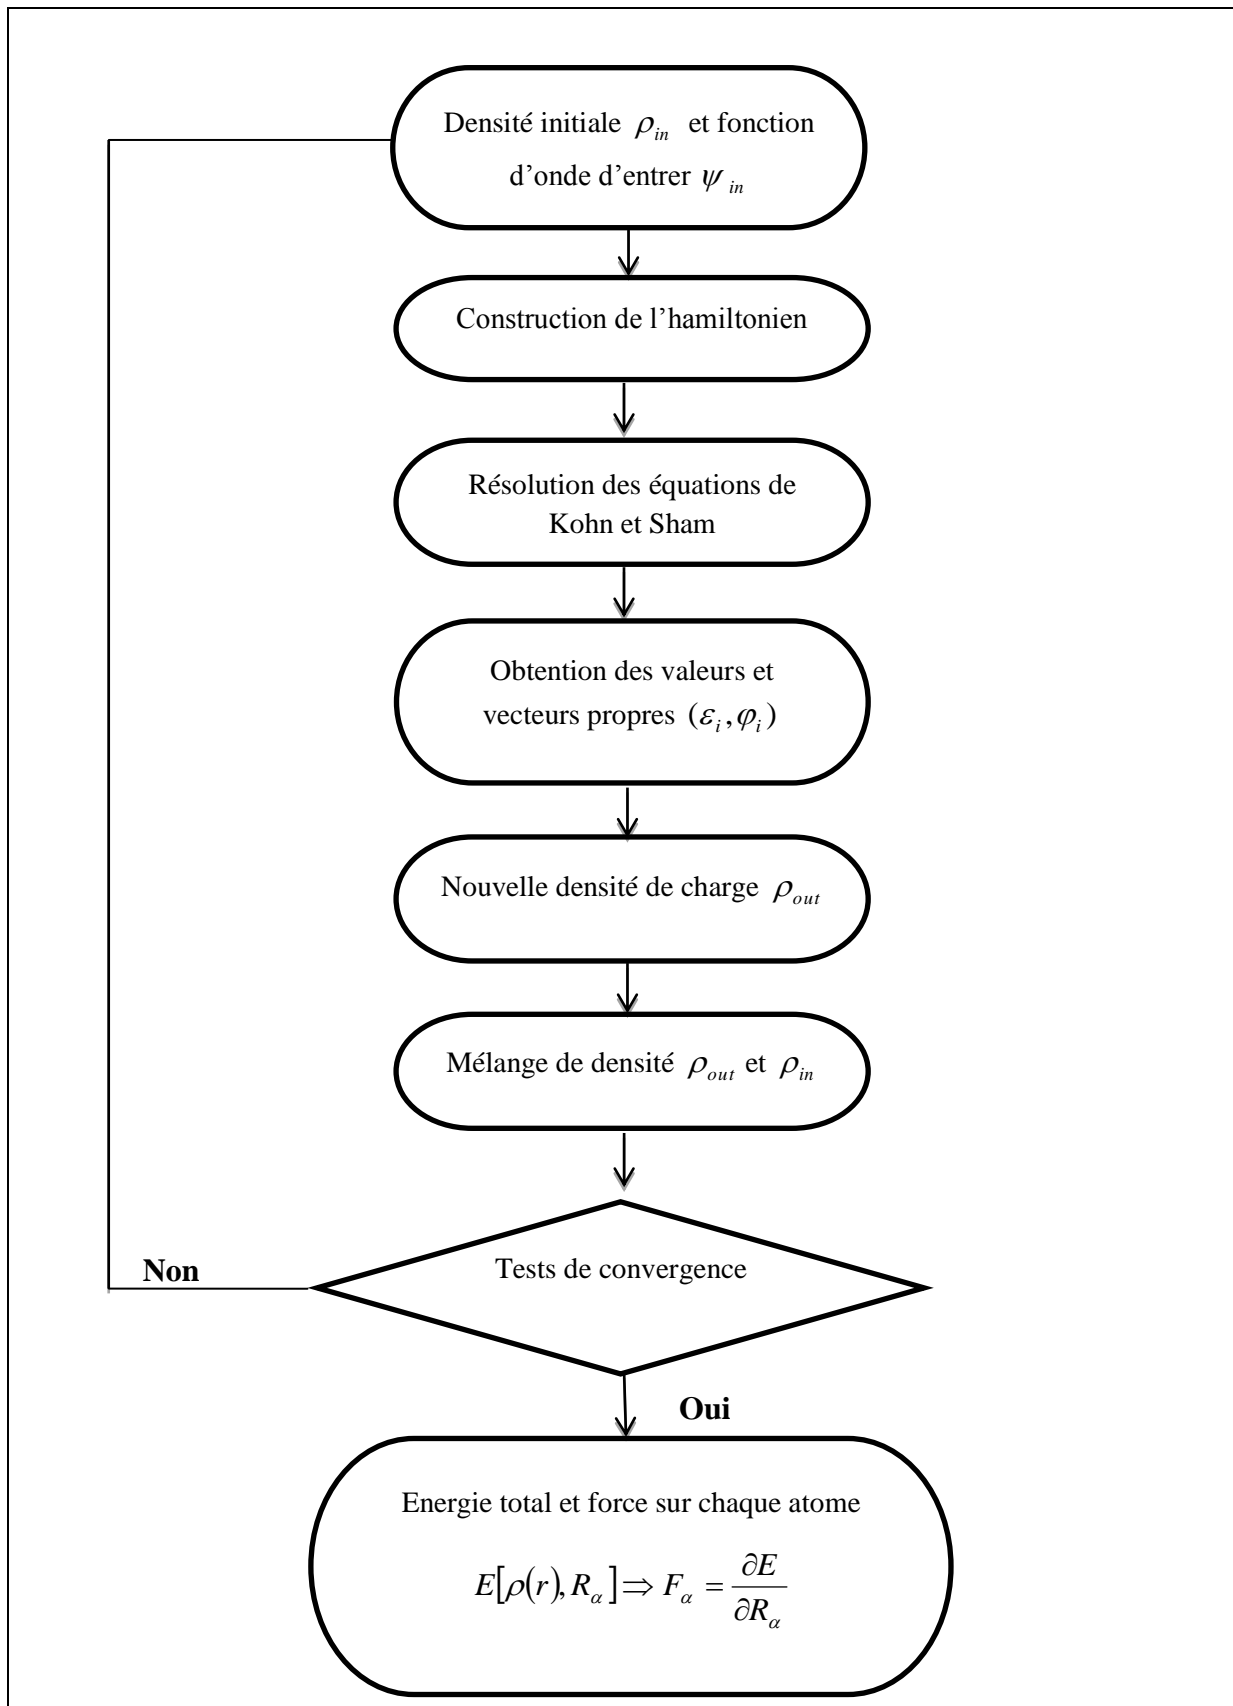 Densité initiale ρ_in et fonction
d’onde d’entrer ψ_in
Construction de l’hamiltonien
Résolution des équations de
Kohn et Sham
Obtention des valeurs et
vecteurs propres (ε_i, φ_i)
Nouvelle densité de charge ρ_out
Mélange de densité ρ_out et ρ_in
Tests de convergence
Non
Oui
Energie total et force sur chaque atome
E[ρ(r), R_α] ⇒ F_α = ∂E/∂R_α